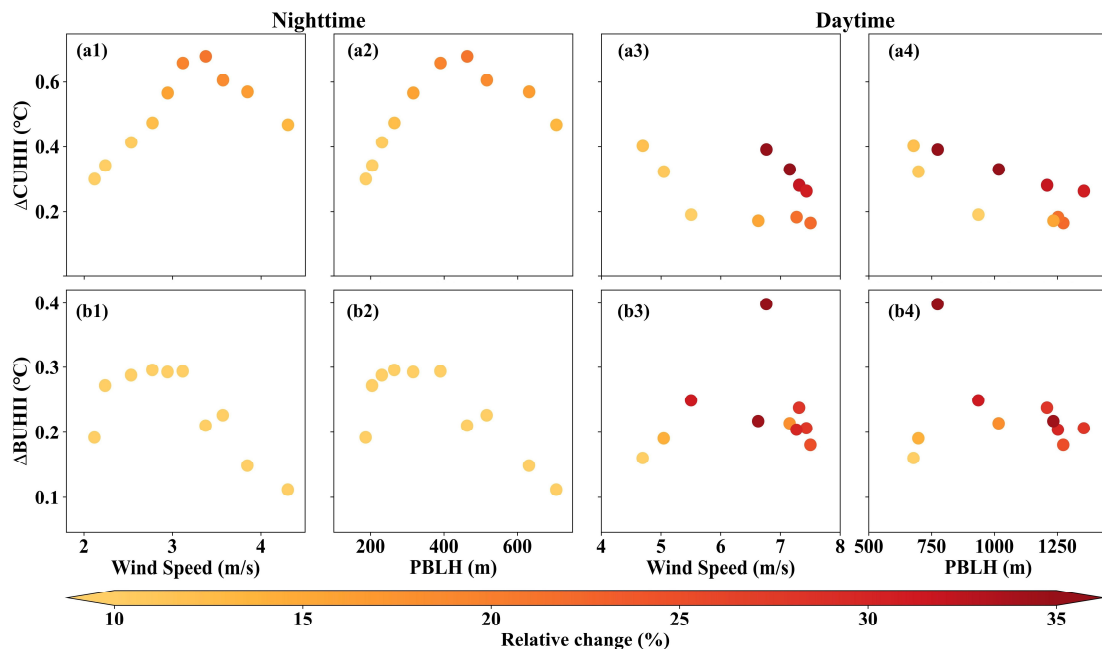 Nighttime Daytime
(a1) (a2) (a3) (a4)
0.6
0.4
0.2
ΔCUHII (°C)
(b1) (b2) (b3) (b4)
0.4
0.3
0.2
0.1
ΔBUHII (°C)
2 3 4 200 400 600 4 5 6 7 8 500 750 1000 1250
Wind Speed (m/s) PBLH (m) Wind Speed (m/s) PBLH (m)
10 15 20 25 30 35
Relative change (%)